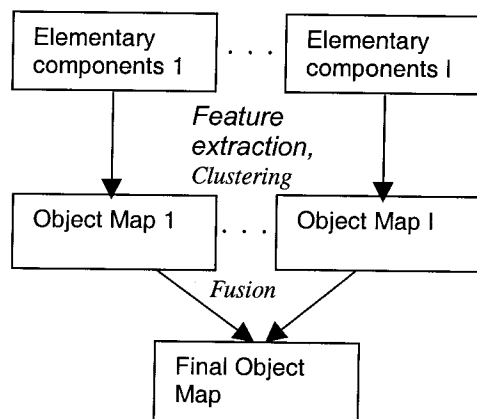 Elementary
components 1
. . .
Elementary
components I
Feature
extraction,
Clustering
Object Map 1
. . .
Object Map I
Fusion
Final Object
Map